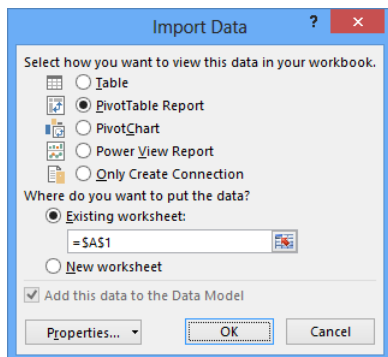 Import Data
?
Select how you want to view this data in your workbook.
Table
PivotTable Report
PivotChart
Power View Report
Only Create Connection
Where do you want to put the data?
Existing worksheet:
=$A$1
New worksheet
Add this data to the Data Model
Properties... OK Cancel